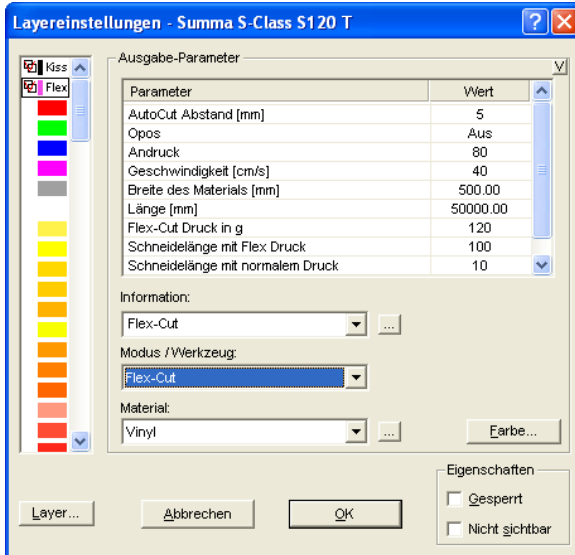 Layereinstellungen - Summa S-Class S120 T
Kiss
Flex
Ausgabe-Parameter
V
Parameter Wert
AutoCut Abstand [mm] 5
Opos Aus
Andruck 80
Geschwindigkeit [cm/s] 40
Breite des Materials [mm] 500.00
Länge [mm] 50000.00
Flex-Cut Druck in g 120
Schneidelänge mit Flex Druck 100
Schneidelänge mit normalem Druck 10
Information:
Flex-Cut
...
Modus / Werkzeug:
Flex-Cut
Material:
Vinyl
...
Farbe...
Eigenschaften
Gesperrt
Nicht sichtbar
Layer...
Abbrechen
OK